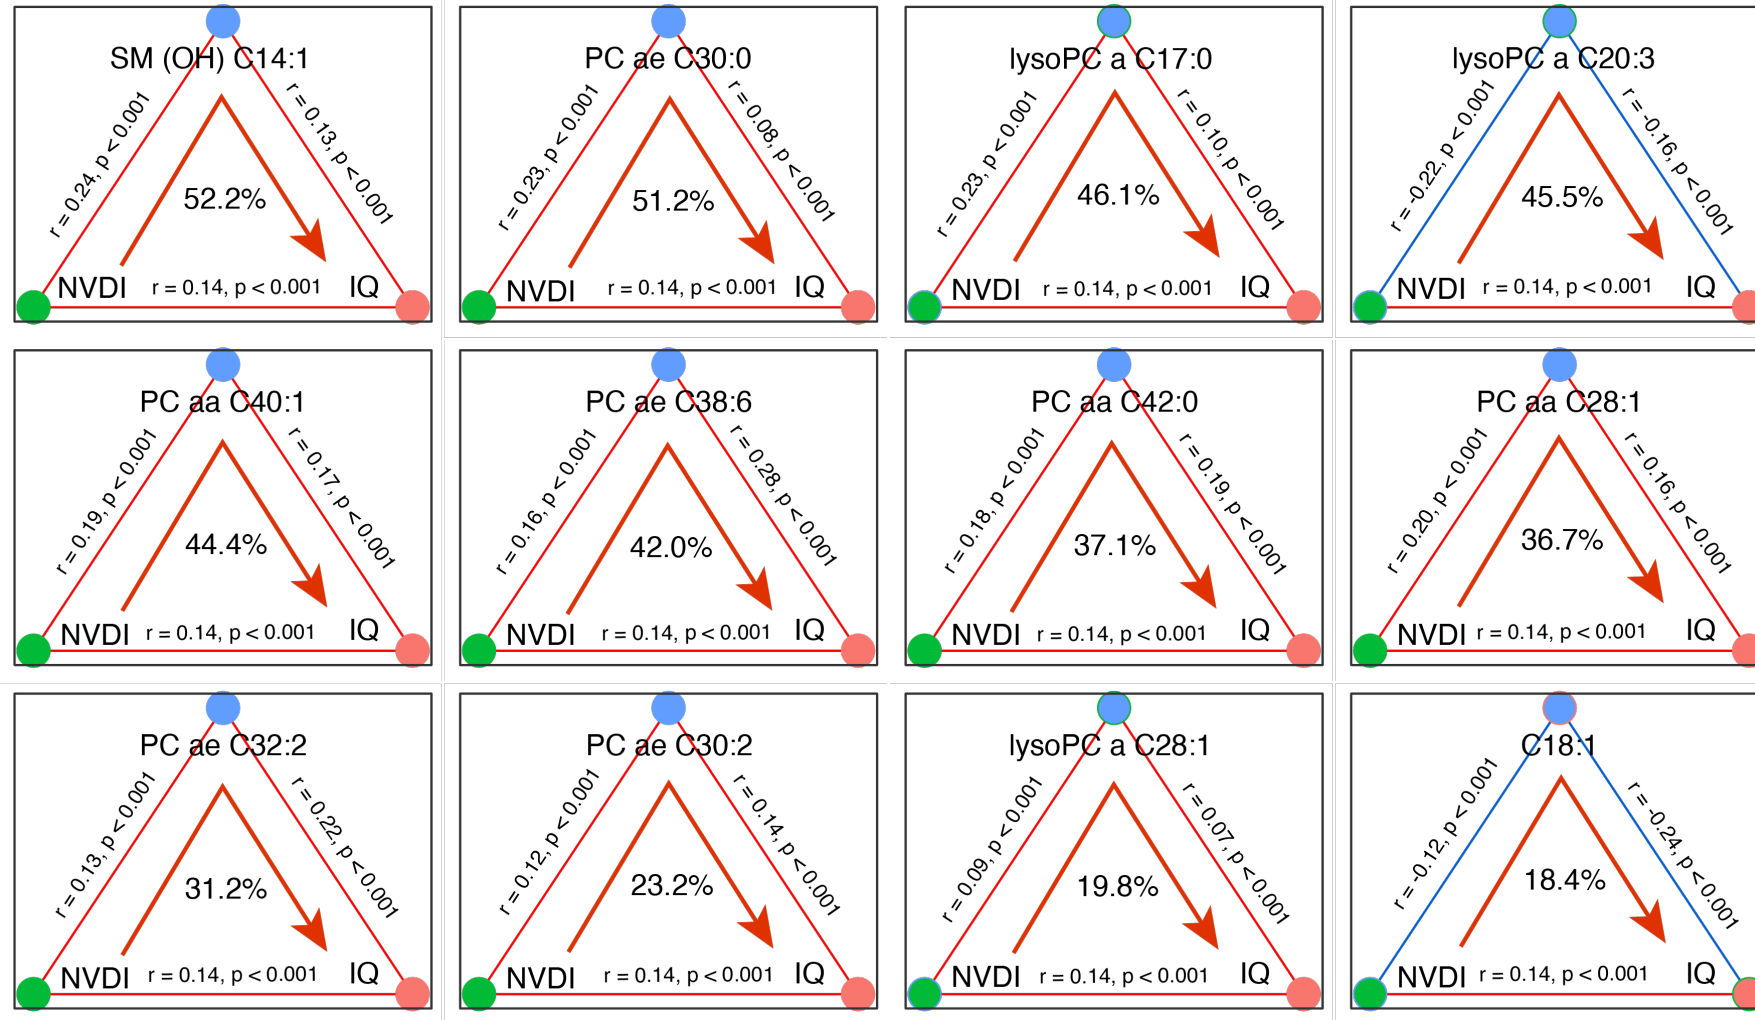 SM (OH) C14:1
r = 0.24, p < 0.001
r = 0.13, p < 0.001
52.2%
NVDI
r = 0.14, p < 0.001
IQ
PC ae C30:0
r = 0.23, p < 0.001
r = 0.08, p < 0.001
51.2%
NVDI
r = 0.14, p < 0.001
IQ
lysoPC a C17:0
r = 0.23, p < 0.001
r = 0.10, p < 0.001
46.1%
NVDI
r = 0.14, p < 0.001
IQ
lysoPC a C20:3
r = -0.22, p < 0.001
r = -0.16, p < 0.001
45.5%
NVDI
r = 0.14, p < 0.001
IQ
PC aa C40:1
r = 0.19, p < 0.001
r = 0.17, p < 0.001
44.4%
NVDI
r = 0.14, p < 0.001
IQ
PC ae C38:6
r = 0.16, p < 0.001
r = 0.28, p < 0.001
42.0%
NVDI
r = 0.14, p < 0.001
IQ
PC aa C42:0
r = 0.18, p < 0.001
r = 0.19, p < 0.001
37.1%
NVDI
r = 0.14, p < 0.001
IQ
PC aa C28:1
r = 0.20, p < 0.001
r = 0.16, p < 0.001
36.7%
NVDI
r = 0.14, p < 0.001
IQ
PC ae C32:2
r = 0.13, p < 0.001
r = 0.22, p < 0.001
31.2%
NVDI
r = 0.14, p < 0.001
IQ
PC ae C30:2
r = 0.12, p < 0.001
r = 0.14, p < 0.001
23.2%
NVDI
r = 0.14, p < 0.001
IQ
lysoPC a C28:1
r = 0.09, p < 0.001
r = 0.07, p < 0.001
19.8%
NVDI
r = 0.14, p < 0.001
IQ
C18:1
r = -0.12, p < 0.001
r = -0.24, p < 0.001
18.4%
NVDI
r = 0.14, p < 0.001
IQ